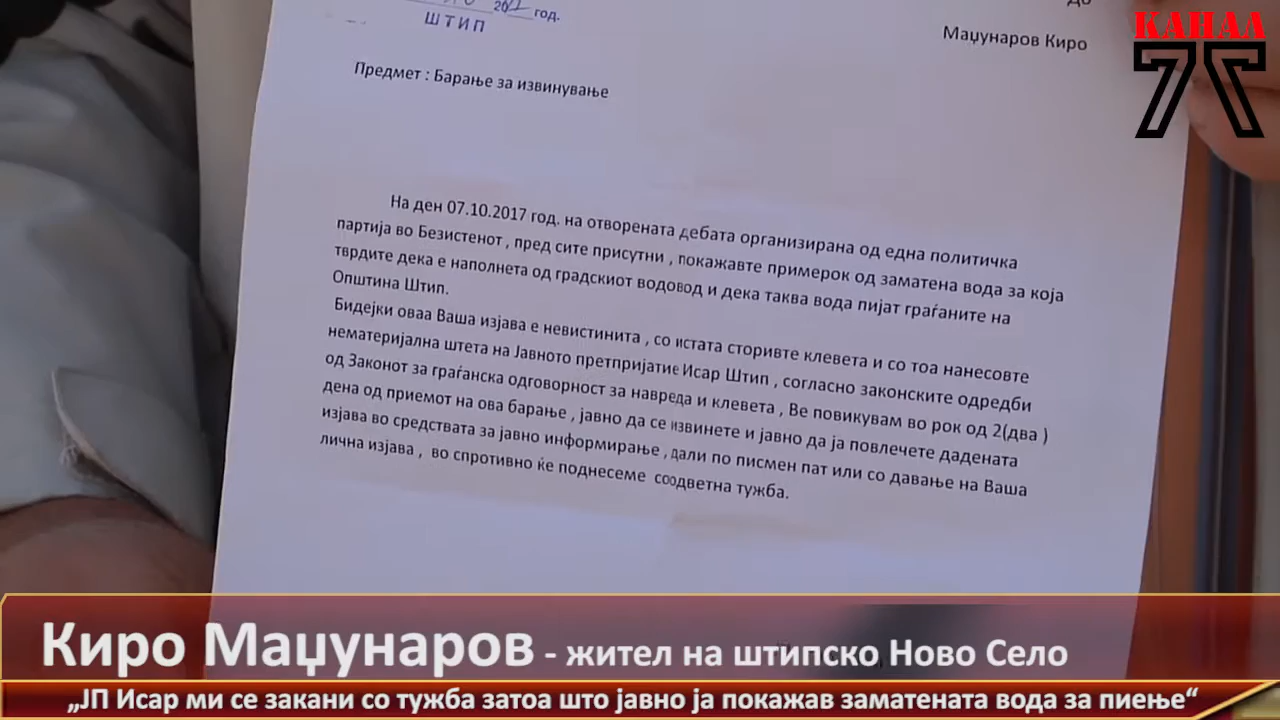 20 год.
ШТИП
До
Маџунаров Киро
КАНАЛ
77
Предмет : Барање за извинување
На ден 07.10.2017 год. на отворената дебата организирана од една политичка
партија во Безистенот , пред сите присутни , покажавте примерок од заматена вода за која
тврдите дека е наполнета од градскиот водовод и дека таква вода пијат граѓаните на
Општина Штип.
Бидејки оваа Ваша изјава е невистинита , со истата сторивте клевета и со тоа нанесовте
нематеријална штета на Јавното претпријатие Исар Штип , согласно законските одредби
од Законот за граѓанска одговорност за навреда и клевета , Ве повикувам во рок од 2(два )
дена од приемот на ова барање , јавно да се извинете и јавно да ја повлечете дадената
изјава во средствата за јавно информирање , дали по писмен пат или со давање на Ваша
лична изјава , во спротивно ќе поднесеме соодветна тужба.
Киро Маџунаров - жител на штипско Ново Село
„ЈП Исар ми се закани со тужба затоа што јавно ја покажав заматената вода за пиење“